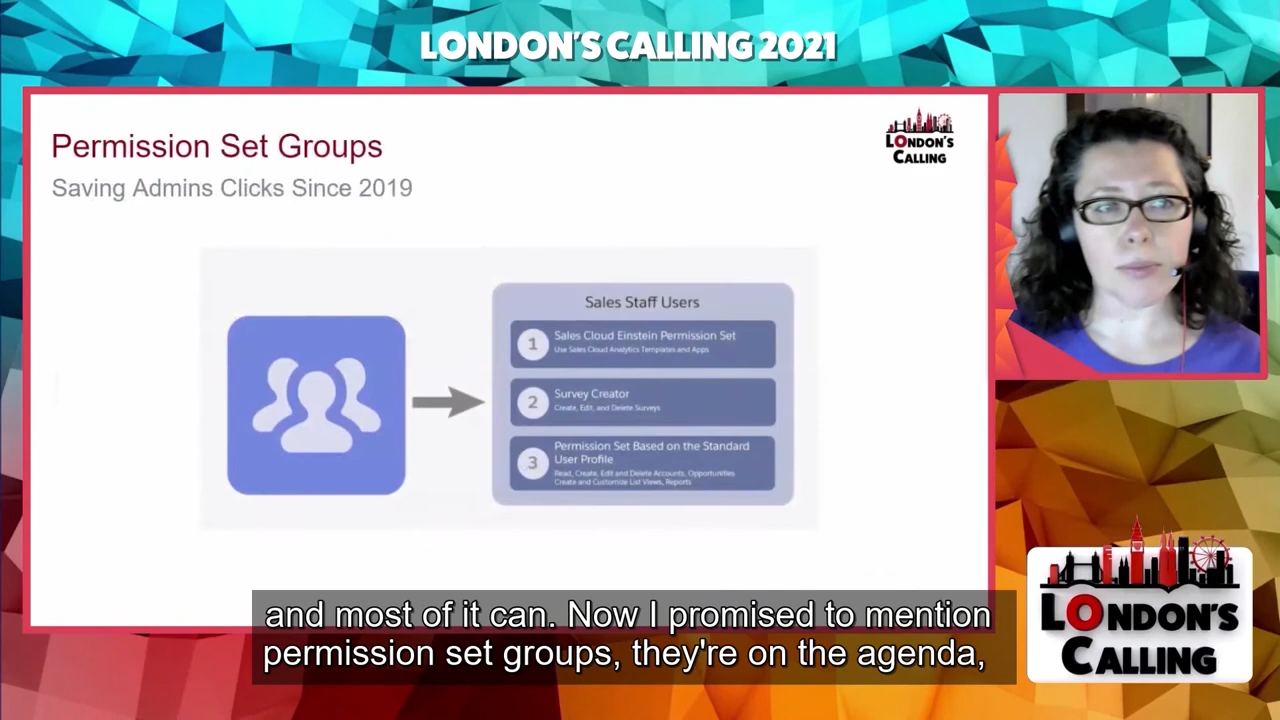 LONDON'S CALLING 2021
Permission Set Groups
Saving Admins Clicks Since 2019
LONDON'S
CALLING
Sales Staff Users
1
Sales Cloud Einstein Permission Set
Use Sales Cloud Analytics Templates and Apps
2
Survey Creator
Create, Edit, and Delete Surveys
3
Permission Set Based on the Standard
User Profile
Read, Create, Edit and Delete Accounts, Opportunities
Create and Customize List Views, Reports
and most of it can. Now I promised to mention
permission set groups, they're on the agenda,
LONDON'S
CALLING